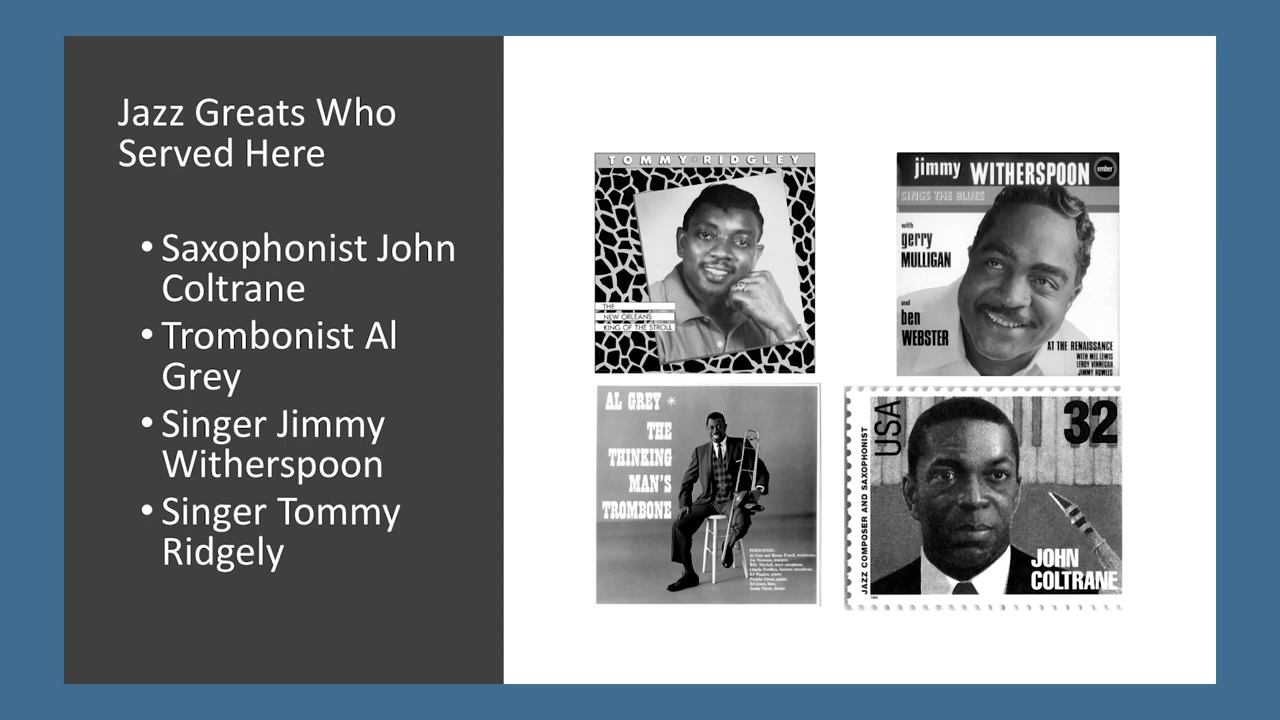 Jazz Greats Who
Served Here
• Saxophonist John
Coltrane
• Trombonist Al
Grey
• Singer Jimmy
Witherspoon
• Singer Tommy
Ridgely
TOMMY·RIDGLEY
THE
NEW ORLEANS
KING OF THE STROLL
jimmy WITHERSPOON
ember
SINGS THE BLUES
with
gerry
MULLIGAN
and
ben
WEBSTER
AT THE RENAISSANCE
WITH MEL LEWIS
LEROY VINNEGAR
JIMMY ROWLES
AL GREY *
THE
THINKING
MAN'S
TROMBONE
PERSONNEL:
USA
32
JAZZ COMPOSER AND SAXOPHONIST
JOHN
COLTRANE